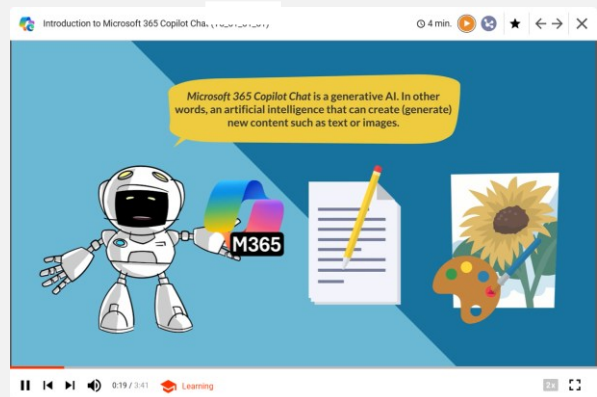 Introduction to Microsoft 365 Copilot
4 min.
Microsoft 365 Copilot Chat is a generative AI. In other
words, an artificial intelligence that can create (generate)
new content such as text or images.
M365
0:19 / 3:41
Learning
2x